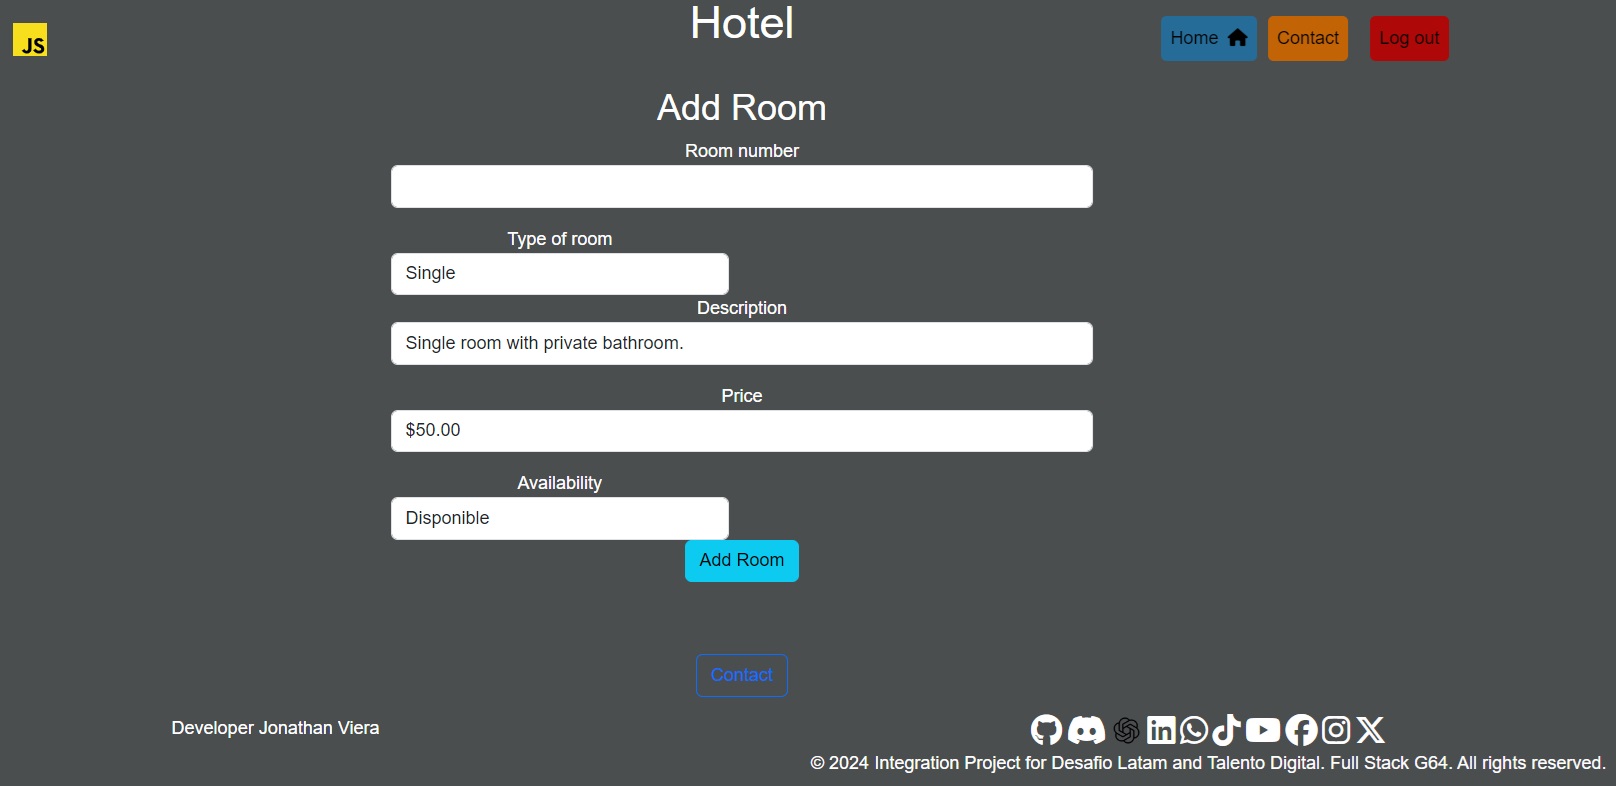 JS
Hotel
Home
Contact
Log out
Add Room
Room number
Type of room
Single
Description
Single room with private bathroom.
Price
$50.00
Availability
Disponible
Add Room
Contact
Developer Jonathan Viera
in
© 2024 Integration Project for Desafio Latam and Talento Digital. Full Stack G64. All rights reserved.